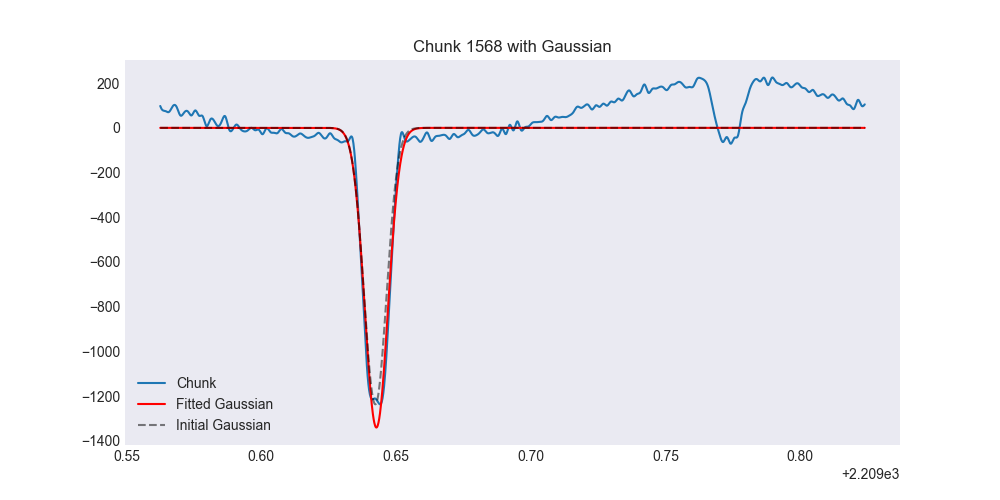 Chunk 1568 with Gaussian
200
0
−200
−400
−600
−800
−1000
−1200
−1400
Chunk
Fitted Gaussian
Initial Gaussian
0.55 0.60 0.65 0.70 0.75 0.80
+2.209e3